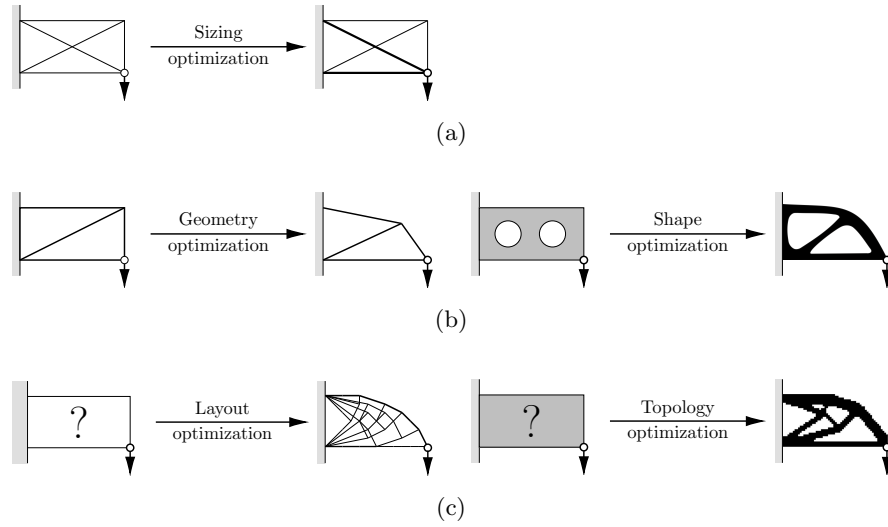 Sizing
optimization
(a)
Geometry
optimization
Shape
optimization
(b)
?
Layout
optimization
?
Topology
optimization
(c)